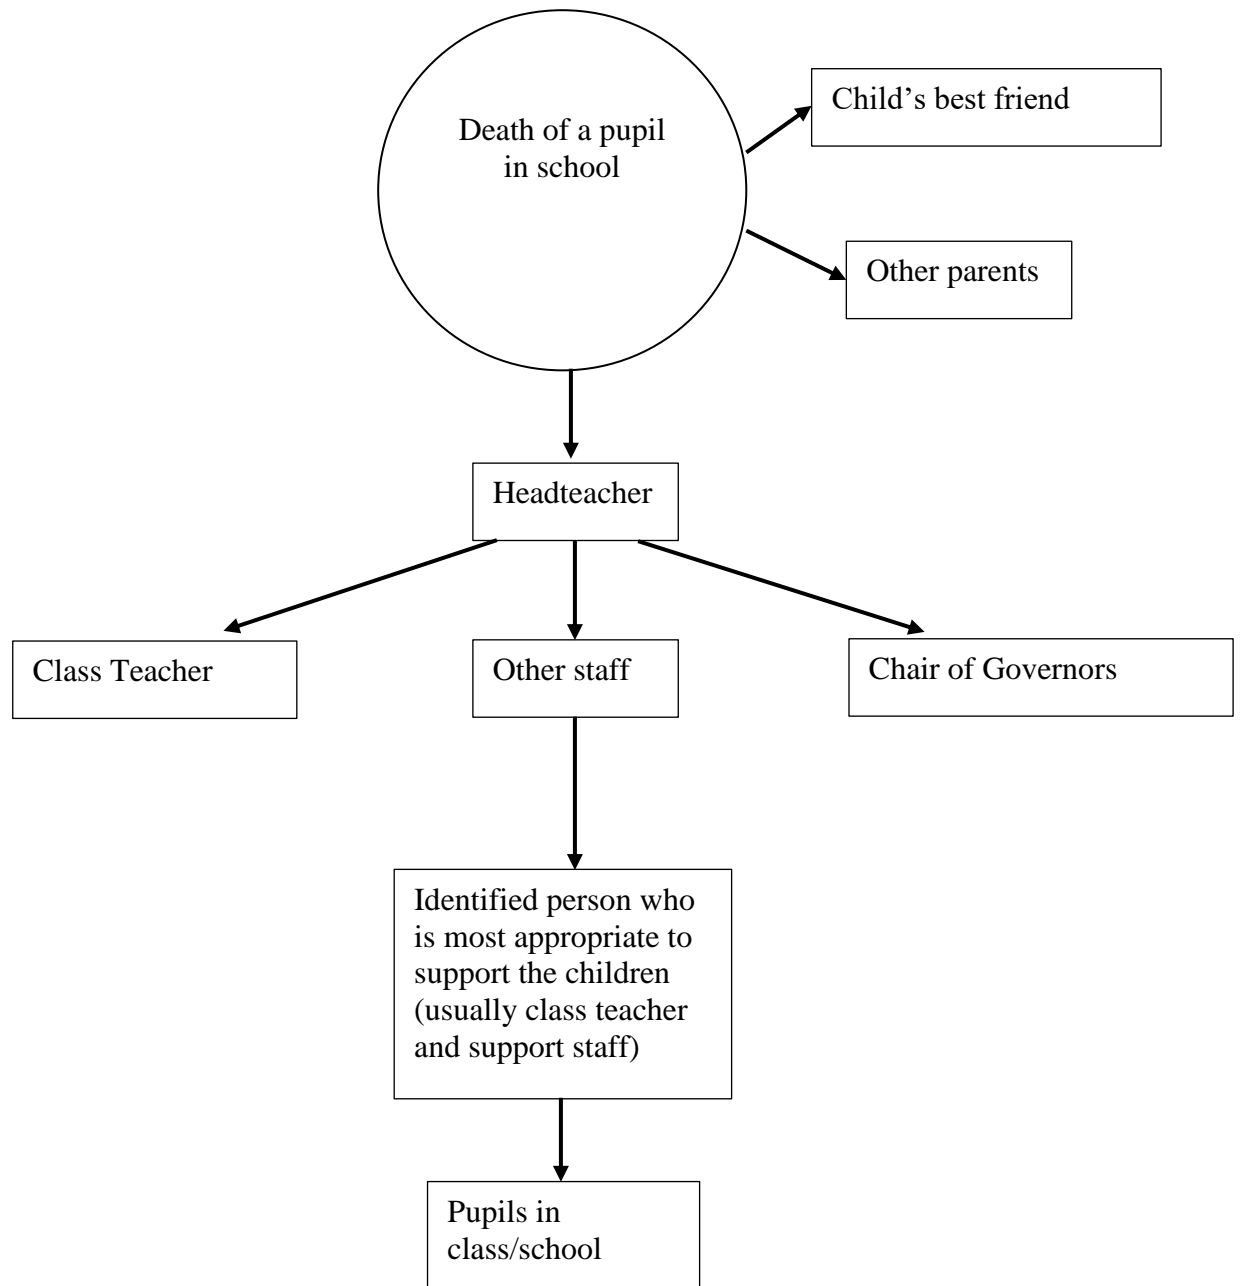 Death of a pupil
in school
Child’s best friend
Other parents
Headteacher
Class Teacher
Other staff
Chair of Governors
Identified person who
is most appropriate to
support the children
(usually class teacher
and support staff)
Pupils in
class/school